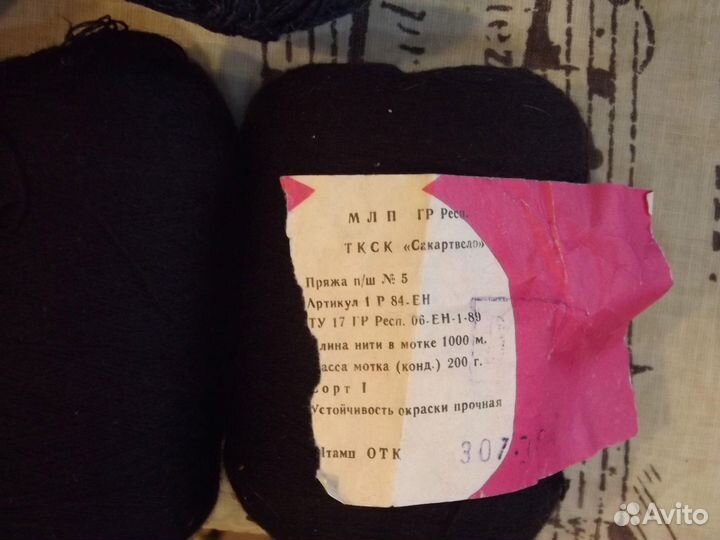 МЛП ГР Респ.
ТКСК «Сакартвело»
Пряжа п/ш № 5
Артикул 1 Р 84-ЕН
ТУ 17 ГР Респ. 06-ЕН-1-89
лина нити в мотке 1000 м.
асса мотка (конд.) 200 г.
орт I
Устойчивость окраски прочная
Штамп ОТК
307
Avito